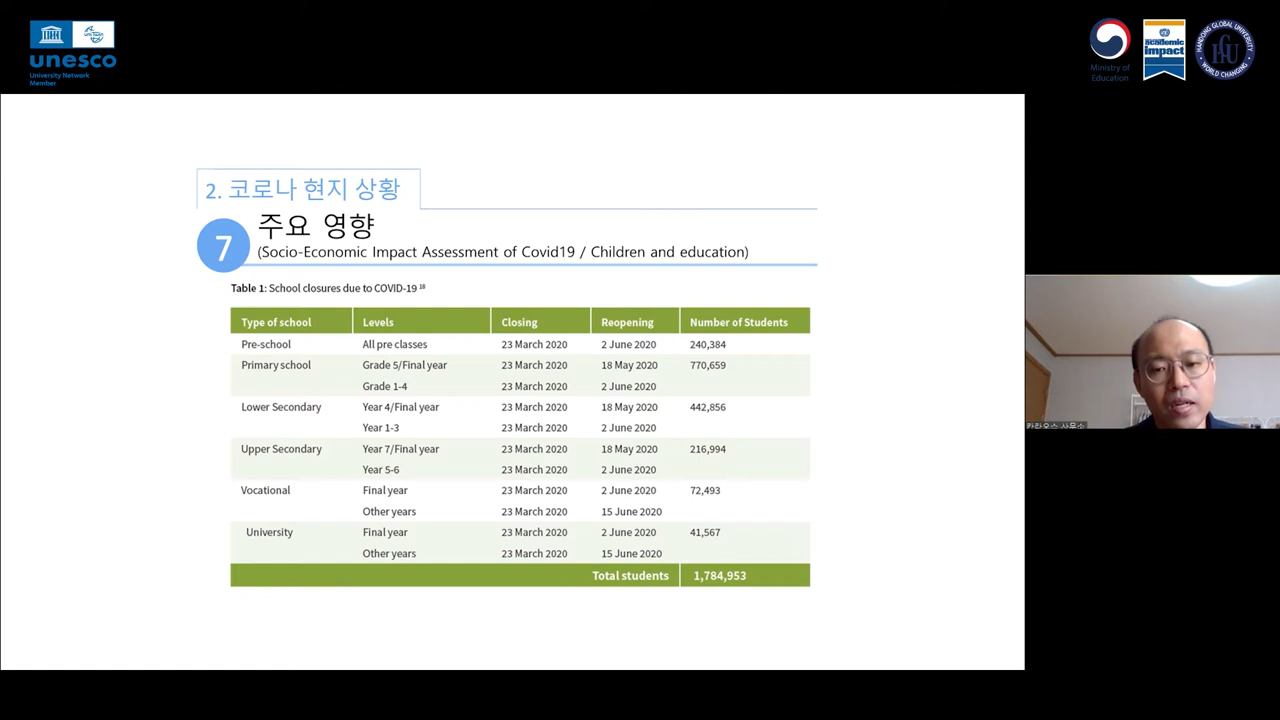 unesco
University Network
Member
Ministry of
Education
academic
impact
HANDONG GLOBAL UNIVERSITY
WORLD CHANGING
2. 코로나 현지 상황
7
주요 영향
(Socio-Economic Impact Assessment of Covid19 / Children and education)
Table 1: School closures due to COVID-19 18
Type of school Levels Closing Reopening Number of Students
Pre-school All pre classes 23 March 2020 2 June 2020 240,384
Primary school Grade 5/Final year 23 March 2020 18 May 2020 770,659
Grade 1-4 23 March 2020 2 June 2020
Lower Secondary Year 4/Final year 23 March 2020 18 May 2020 442,856
Year 1-3 23 March 2020 2 June 2020
Upper Secondary Year 7/Final year 23 March 2020 18 May 2020 216,994
Year 5-6 23 March 2020 2 June 2020
Vocational Final year 23 March 2020 2 June 2020 72,493
Other years 23 March 2020 15 June 2020
University Final year 23 March 2020 2 June 2020 41,567
Other years 23 March 2020 15 June 2020
Total students 1,784,953